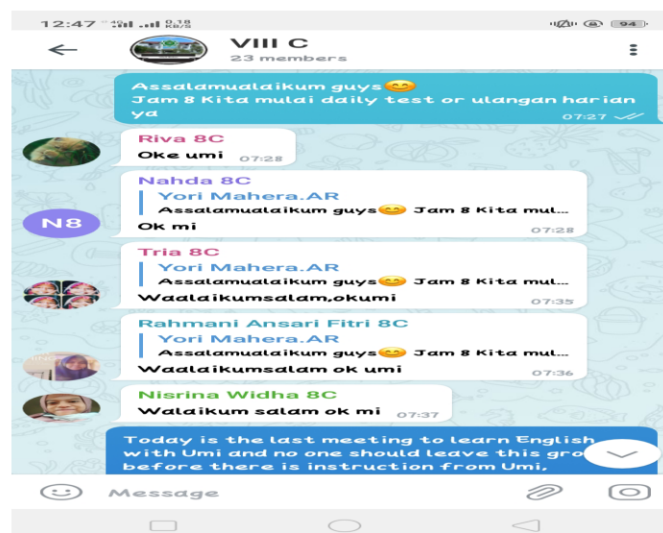 12:47
0.18
KB/S
94
VIII C
23 members
Assalamualaikum guys😊
Jam 8 Kita mulai daily test or ulangan harian
ya
07:27
Riva 8C
Oke umi 07:28
Nahda 8C
Yori Mahera.AR
Assalamualaikum guys😊 Jam 8 Kita mul...
N8
Ok mi
07:28
Tria 8C
Yori Mahera.AR
Assalamualaikum guys😊 Jam 8 Kita mul...
Waalaikumsalam,okumi
07:35
Rahmani Ansari Fitri 8C
Yori Mahera.AR
Assalamualaikum guys😊 Jam 8 Kita mul...
Waalaikumsalam ok umi
07:36
Nisrina Widha 8C
Walaikum salam ok mi 07:37
Today is the last meeting to learn English
with Umi and no one should leave this gro
before there is instruction from Umi,
Message